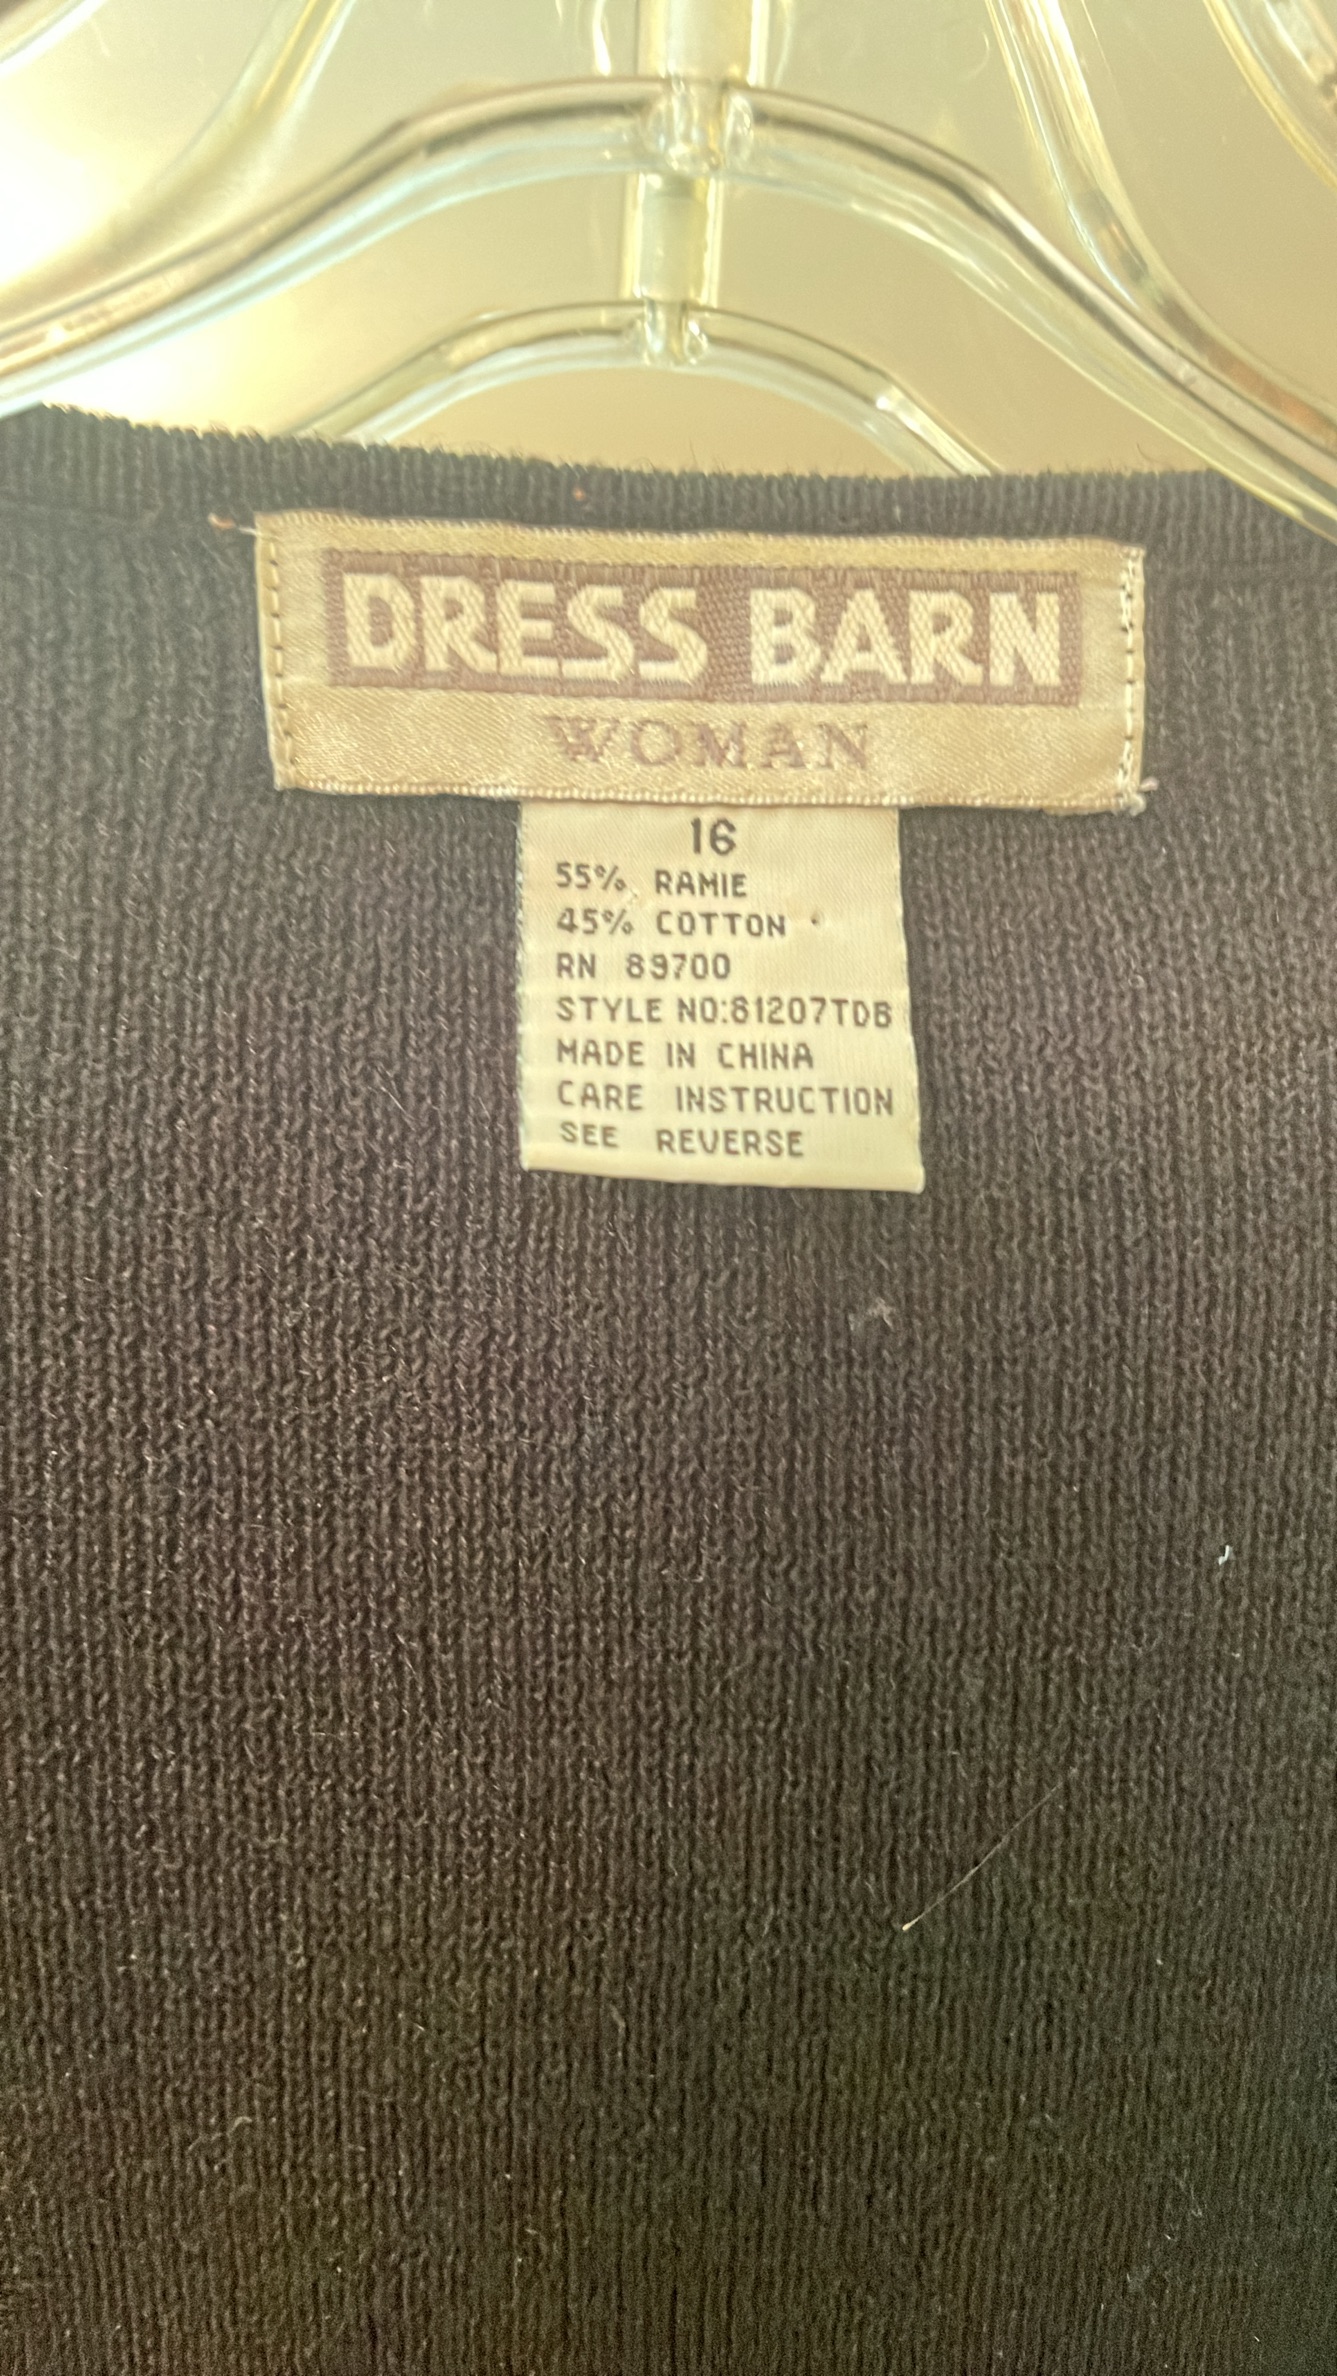 DRESS BARN
WOMAN
16
55% RAMIE
45% COTTON
RN 89700
STYLE NO:81207TDB
MADE IN CHINA
CARE INSTRUCTION
SEE REVERSE